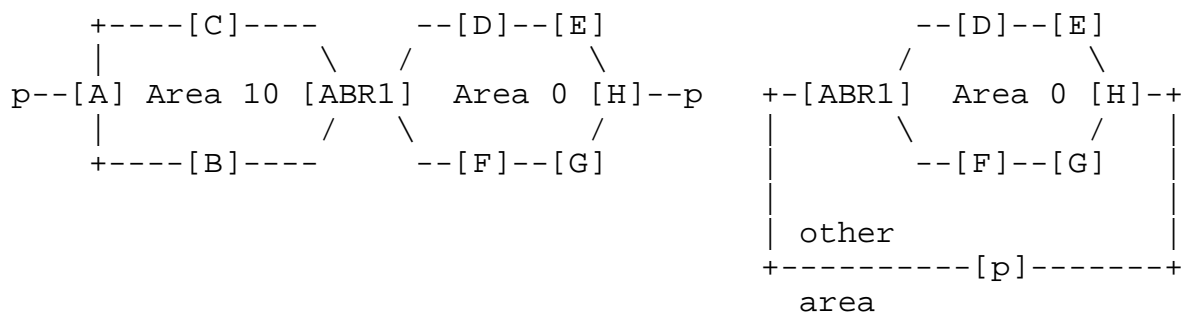 +----[C]----       --[D]--[E]               --[D]--[E]
|           \     /          \             /          \
p--[A] Area 10 [ABR1]  Area 0 [H]--p   +-[ABR1]  Area 0 [H]-+
|           /     \          /         |   \          /     |
+----[B]----       --[F]--[G]          |    --[F]--[G]      |
|                            |
| other                      |
+----------[p]-------+
area